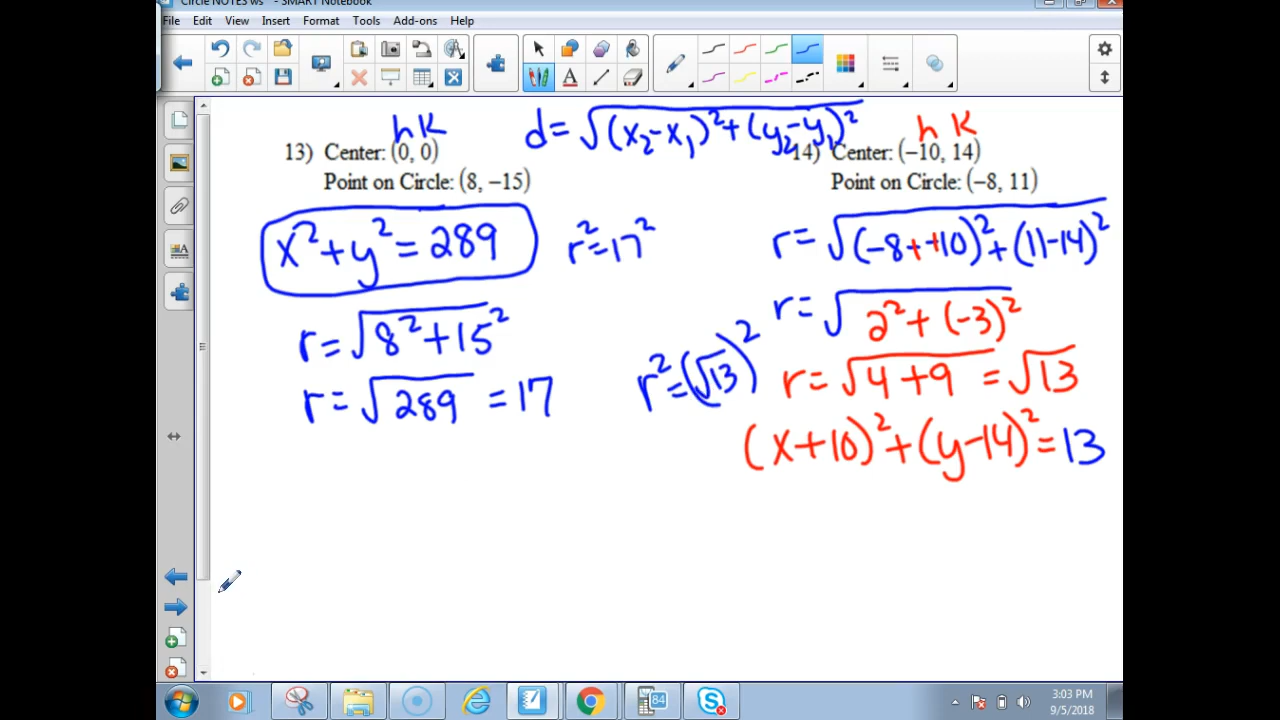 Circle NOTES ws * - SMART Notebook
File Edit View Insert Format Tools Add-ons Help
d = √(x₂-x₁)²+(y₂-y₁)²
h K
13) Center: (0, 0)
Point on Circle: (8, −15)
x²+y²=289
r²=17²
r=√8²+15²
r=√289 =17
h K
14) Center: (−10, 14)
Point on Circle: (−8, 11)
r=√(-8++10)²+(11-14)²
r=√2²+(-3)²
r²=(√13)²
r=√4+9 =√13
(x+10)²+(y-14)²=13
84
3:03 PM
9/5/2018